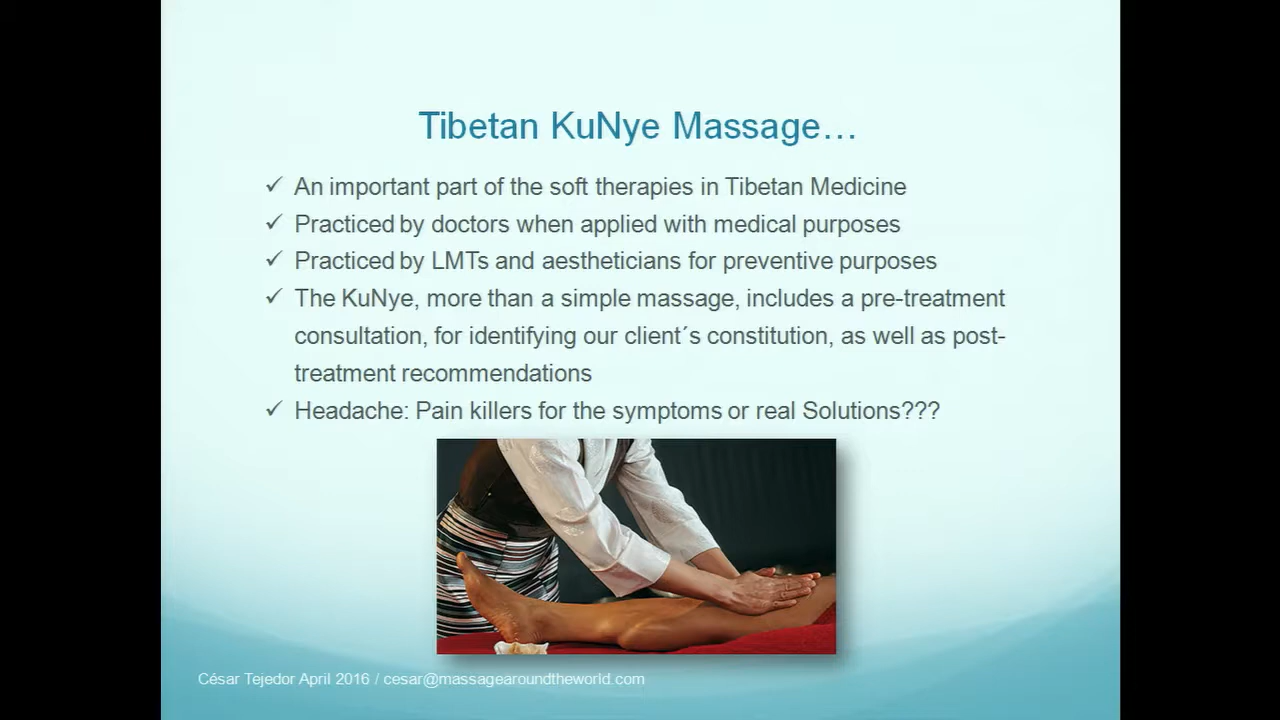 Tibetan KuNye Massage…
✓ An important part of the soft therapies in Tibetan Medicine
✓ Practiced by doctors when applied with medical purposes
✓ Practiced by LMTs and aestheticians for preventive purposes
✓ The KuNye, more than a simple massage, includes a pre-treatment
consultation, for identifying our client´s constitution, as well as post-
treatment recommendations
✓ Headache: Pain killers for the symptoms or real Solutions???
César Tejedor April 2016 / cesar@massagearoundtheworld.com